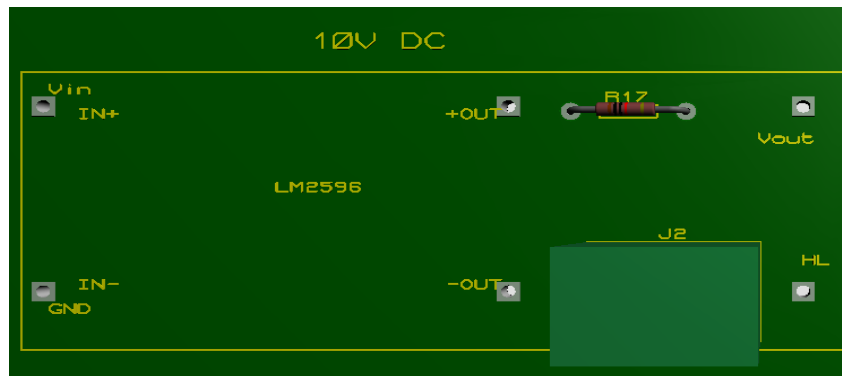 10V DC
Vin
IN+
+OUT
R17
Vout
LM2596
J2
HL
IN-
-OUT
GND